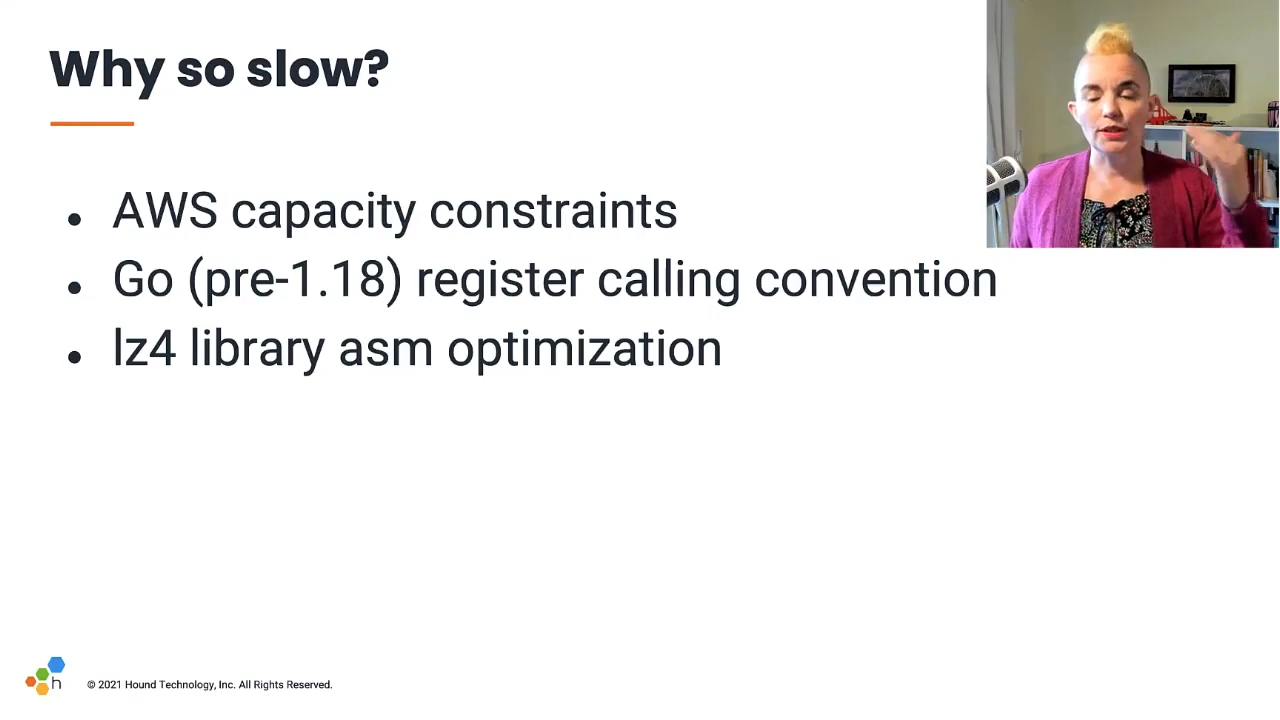 Why so slow?
● AWS capacity constraints
● Go (pre-1.18) register calling convention
● lz4 library asm optimization
h
© 2021 Hound Technology, Inc. All Rights Reserved.